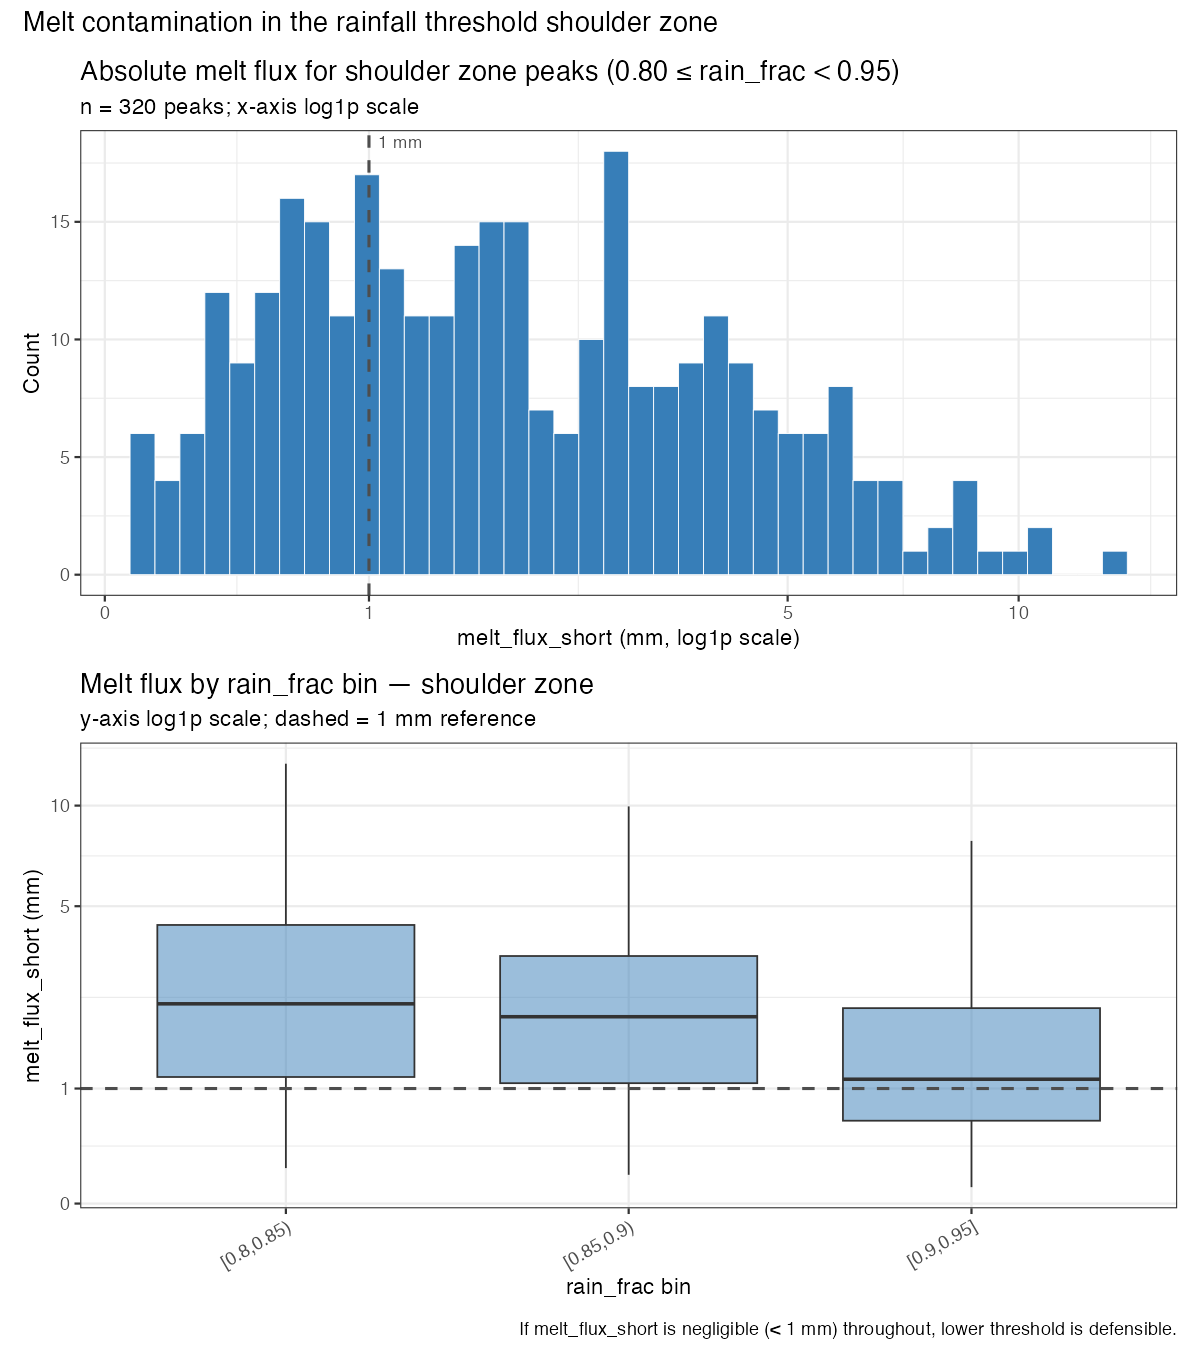 Melt contamination in the rainfall threshold shoulder zone
Absolute melt flux for shoulder zone peaks (0.80 ≤ rain_frac < 0.95)
n = 320 peaks; x-axis log1p scale
1 mm
Count
15
10
5
0
0
1
5
10
melt_flux_short (mm, log1p scale)
Melt flux by rain_frac bin — shoulder zone
y-axis log1p scale; dashed = 1 mm reference
melt_flux_short (mm)
10
5
1
0
[0.8,0.85)
[0.85,0.9)
[0.9,0.95]
rain_frac bin
If melt_flux_short is negligible (< 1 mm) throughout, lower threshold is defensible.